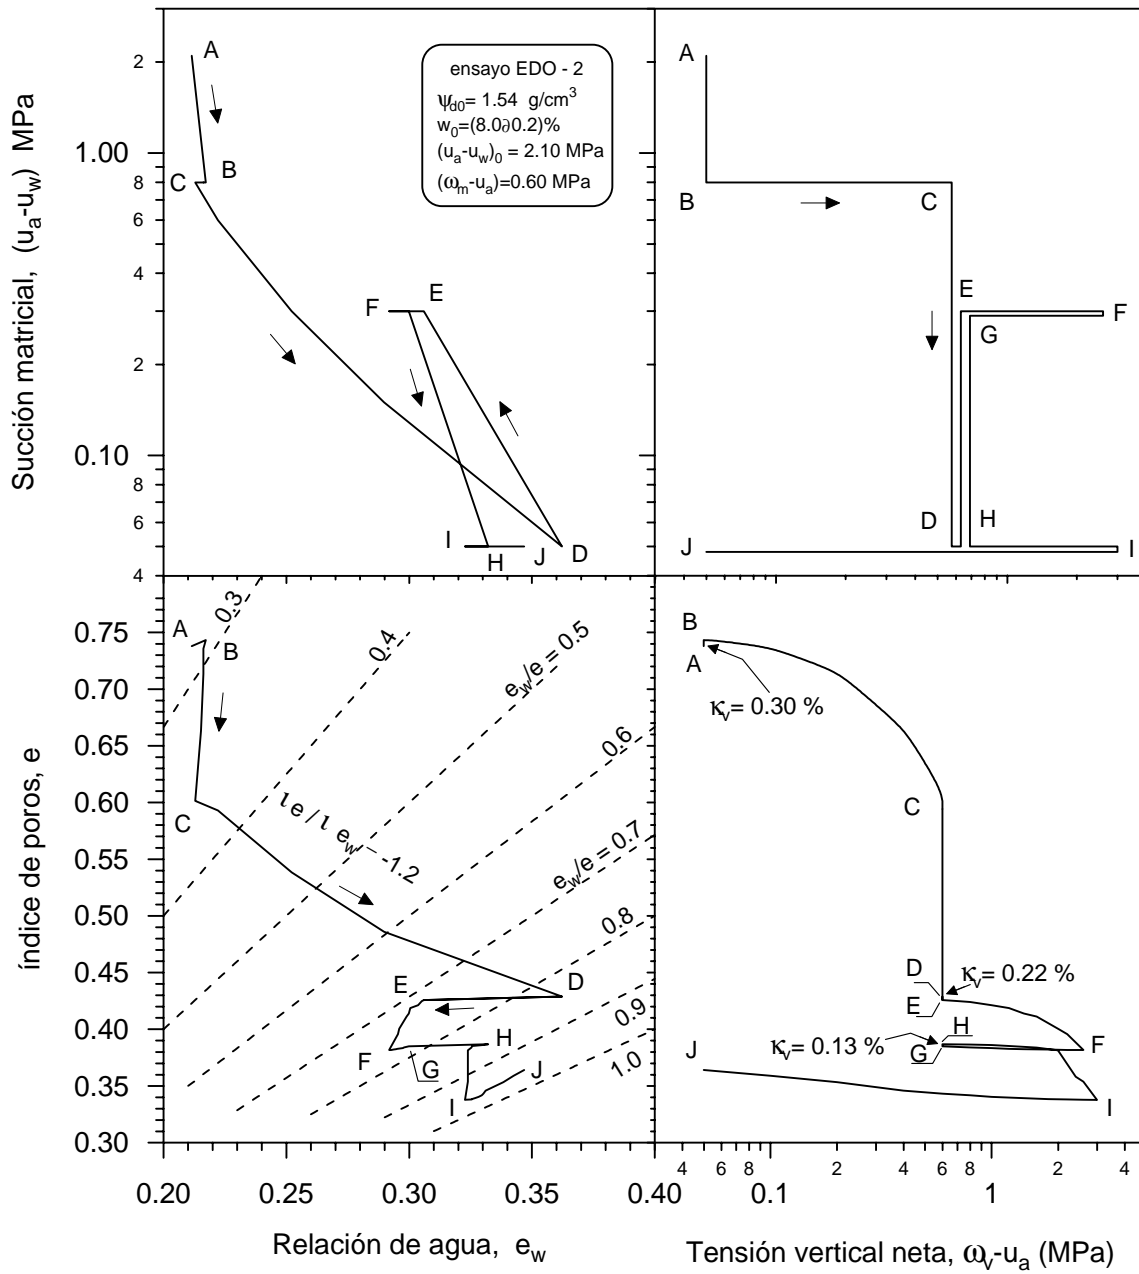 Succión matricial, (ua-uw) MPa
2
1.00
8
6
4
2
0.10
8
6
4
A
B
C
D
E
F
H
I
J
ensayo EDO - 2
ψd0= 1.54 g/cm3
w0=(8.0∂0.2)%
(ua-uw)0 = 2.10 MPa
(ωm-ua)=0.60 MPa
A
B
C
D
E
F
G
H
I
J
índice de poros, e
0.75
0.70
0.65
0.60
0.55
0.50
0.45
0.40
0.35
0.30
0.3
0.4
ew/e = 0.5
0.6
ew/e = 0.7
0.8
0.9
1.0
ι e / ι ew ~ -1.2
A
B
C
D
E
F
G
H
I
J
0.20
0.25
0.30
0.35
0.40
Relación de agua, ew
B
A
κv= 0.30 %
C
D
κv= 0.22 %
E
H
κv= 0.13 %
G
F
J
I
4
6
8
0.1
2
4
6
8
1
2
4
Tensión vertical neta, ωv-ua (MPa)